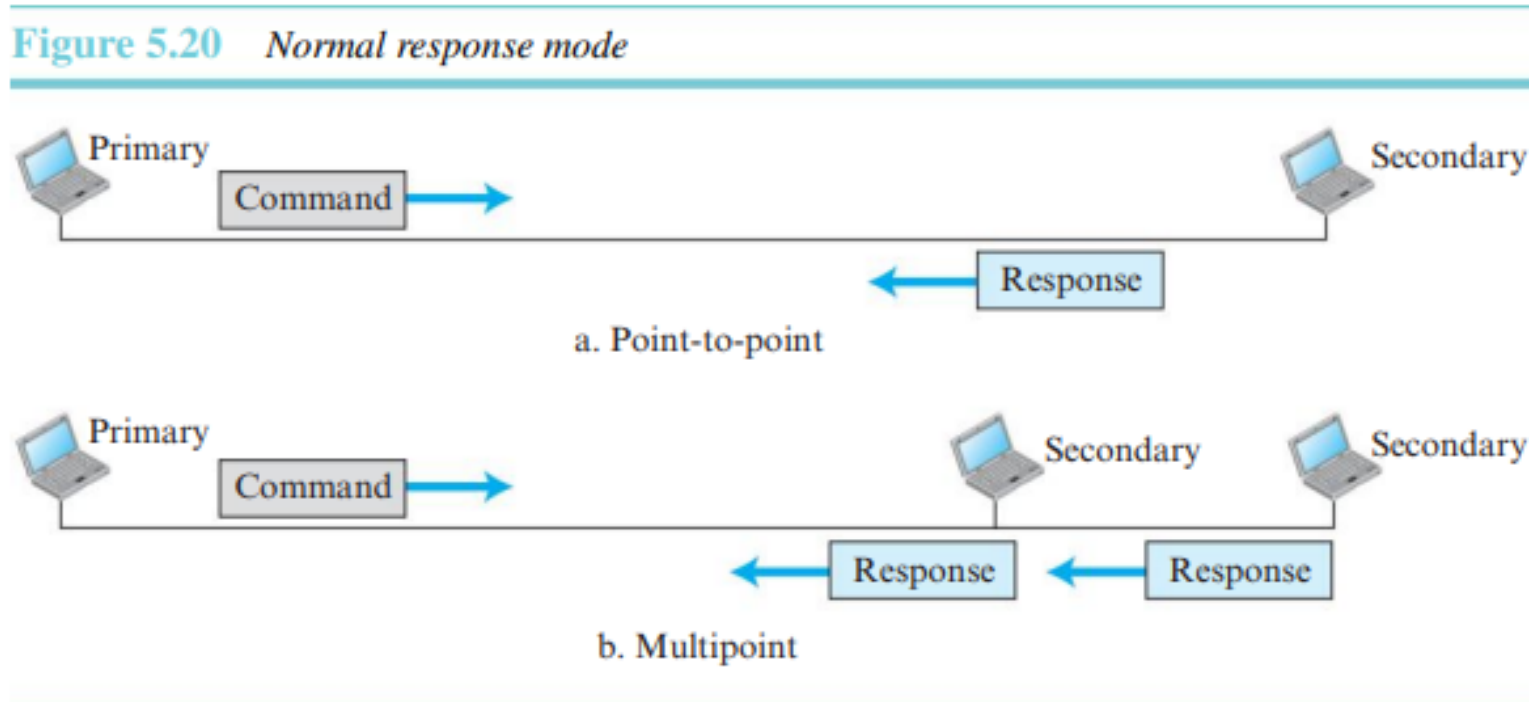 Figure 5.20 Normal response mode
Primary
Secondary
Command
Response
a. Point-to-point
Primary
Secondary
Secondary
Command
Response
Response
b. Multipoint